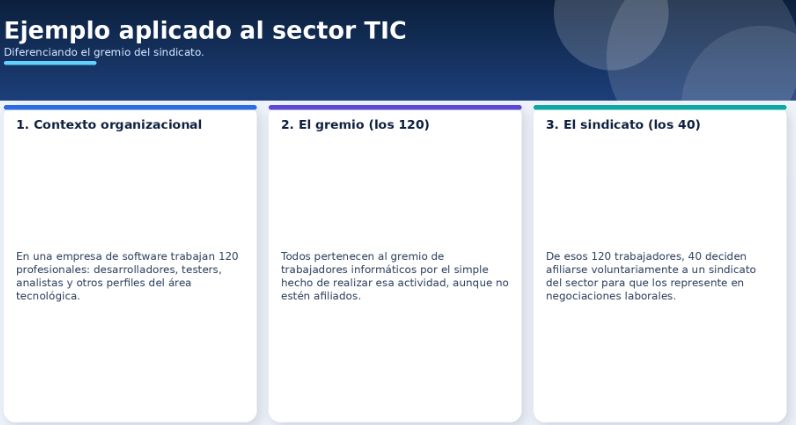 Ejemplo aplicado al sector TIC
Diferenciando el gremio del sindicato.
1. Contexto organizacional
En una empresa de software trabajan 120
profesionales: desarrolladores, testers,
analistas y otros perfiles del área
tecnológica.
2. El gremio (los 120)
Todos pertenecen al gremio de
trabajadores informáticos por el simple
hecho de realizar esa actividad, aunque no
estén afiliados.
3. El sindicato (los 40)
De esos 120 trabajadores, 40 deciden
afiliarse voluntariamente a un sindicato
del sector para que los represente en
negociaciones laborales.